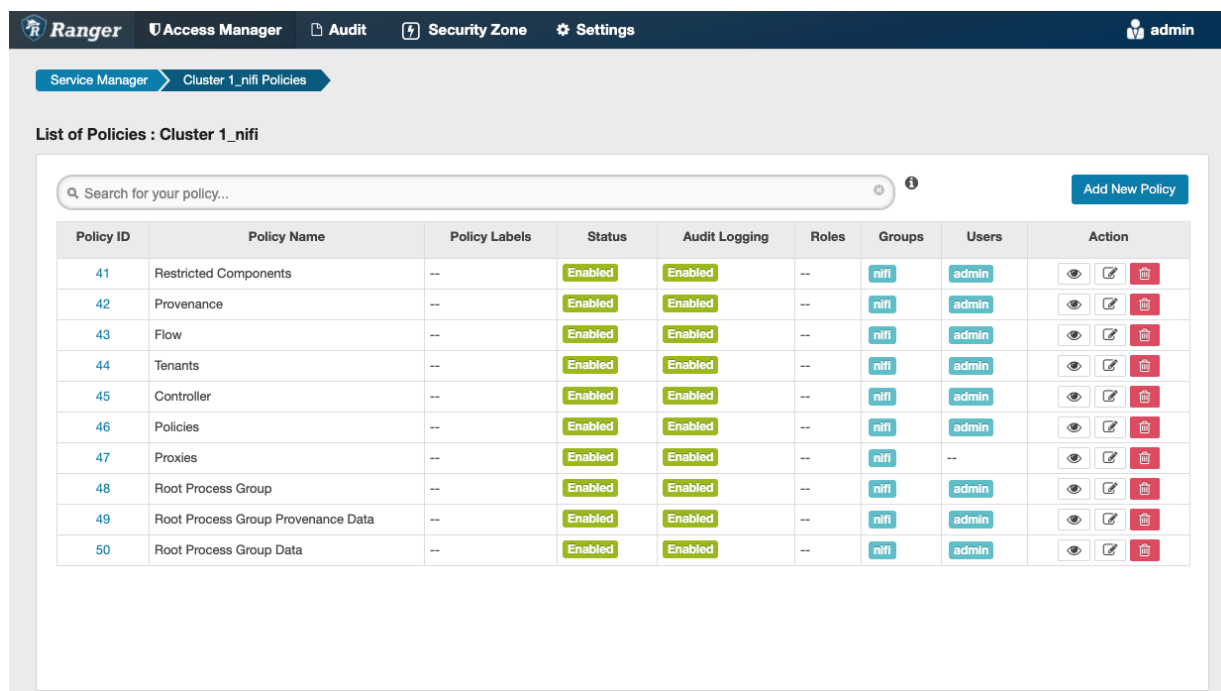 Ranger Access Manager Audit Security Zone Settings admin
Service Manager Cluster 1_nifi Policies
List of Policies : Cluster 1_nifi
Search for your policy... Add New Policy
Policy ID Policy Name Policy Labels Status Audit Logging Roles Groups Users Action
41 Restricted Components -- Enabled Enabled -- nifi admin
42 Provenance -- Enabled Enabled -- nifi admin
43 Flow -- Enabled Enabled -- nifi admin
44 Tenants -- Enabled Enabled -- nifi admin
45 Controller -- Enabled Enabled -- nifi admin
46 Policies -- Enabled Enabled -- nifi admin
47 Proxies -- Enabled Enabled -- nifi --
48 Root Process Group -- Enabled Enabled -- nifi admin
49 Root Process Group Provenance Data -- Enabled Enabled -- nifi admin
50 Root Process Group Data -- Enabled Enabled -- nifi admin